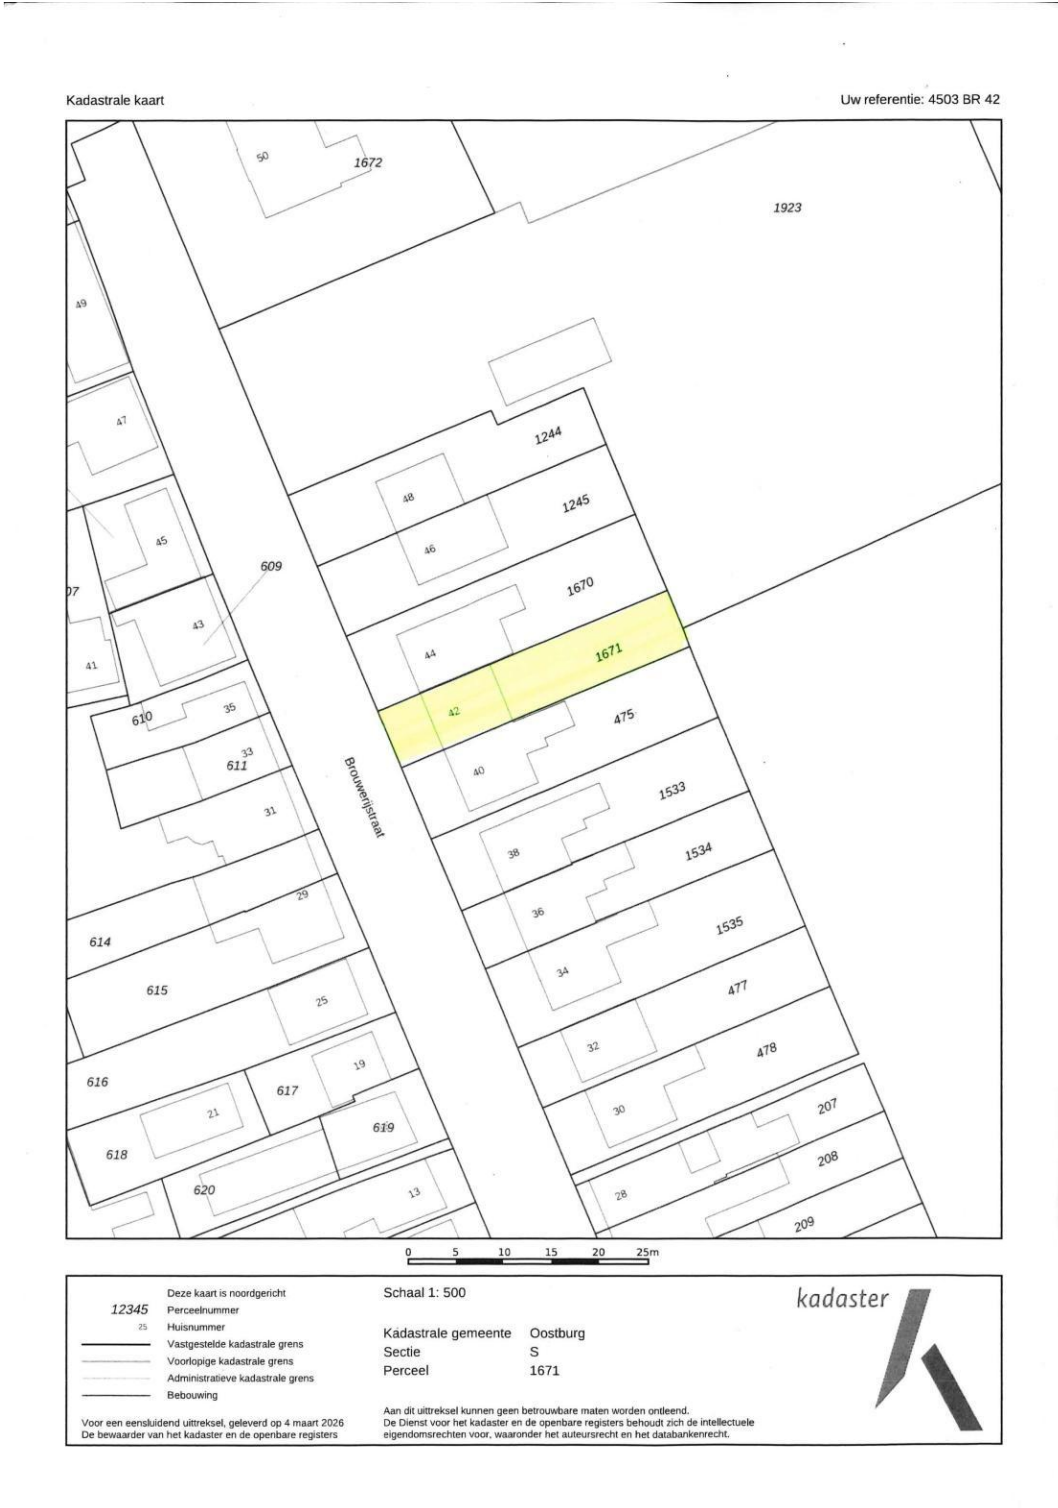 Kadastrale kaart
Uw referentie: 4503 BR 42
50
1672
1923
49
47
1244
48
1245
46
45
609
07
1670
43
44
41
1671
610
35
42
475
33
611
40
Brouwerijstraat
1533
31
38
1534
29
36
1535
614
34
615
477
25
32
478
616
19
617
30
21
207
619
618
208
620
13
28
209
0 5 10 15 20 25m
Deze kaart is noordgericht
12345 Perceelnummer
25 Huisnummer
Vastgestelde kadastrale grens
Voorlopige kadastrale grens
Administratieve kadastrale grens
Bebouwing
Voor een eensluidend uittreksel, geleverd op 4 maart 2026
De bewaarder van het kadaster en de openbare registers
Schaal 1: 500
Kadastrale gemeente Oostburg
Sectie S
Perceel 1671
Aan dit uittreksel kunnen geen betrouwbare maten worden ontleend.
De Dienst voor het kadaster en de openbare registers behoudt zich de intellectuele
eigendomsrechten voor, waaronder het auteursrecht en het databankenrecht.
kadaster